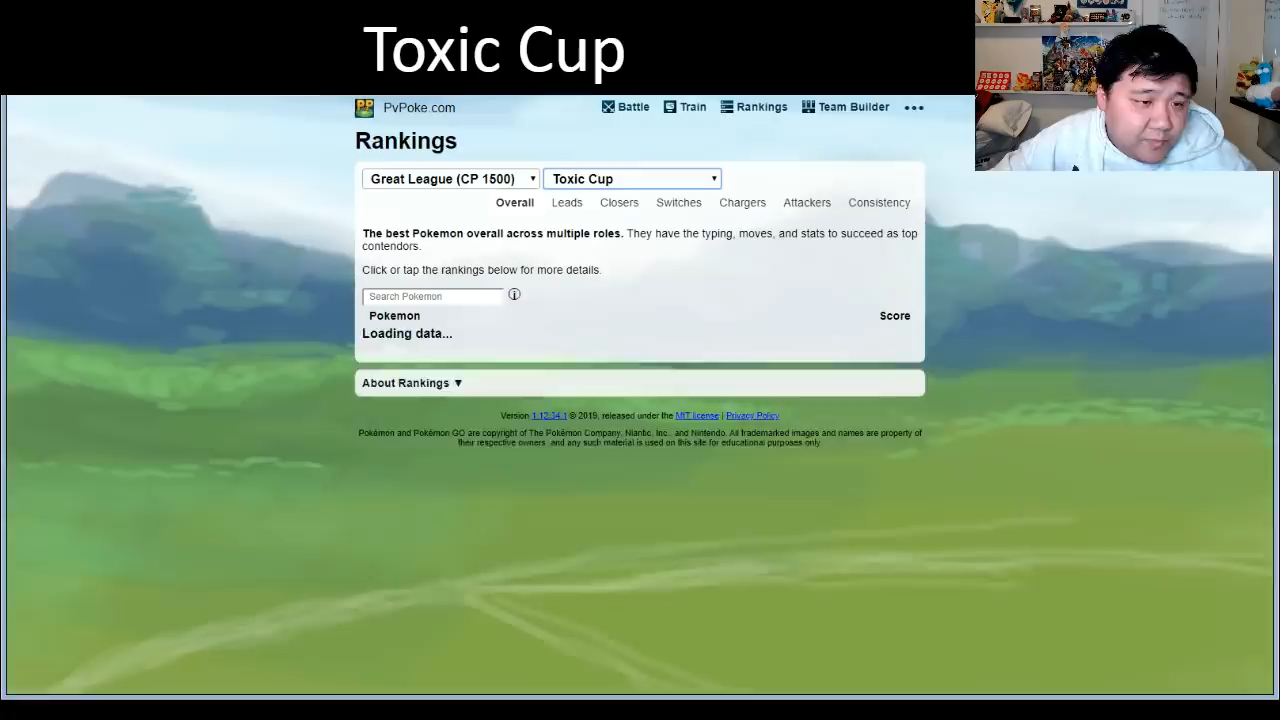 Toxic Cup
PvPoke.com
Battle
Train
Rankings
Team Builder
Rankings
Great League (CP 1500)
Toxic Cup
Overall
Leads
Closers
Switches
Chargers
Attackers
Consistency
The best Pokemon overall across multiple roles. They have the typing, moves, and stats to succeed as top
contendors.
Click or tap the rankings below for more details.
Search Pokemon
Pokemon
Score
Loading data...
About Rankings ▼
Version 1.12.34.1 © 2019, released under the MIT license | Privacy Policy
Pokémon and Pokémon GO are copyright of The Pokémon Company, Niantic, Inc., and Nintendo. All trademarked images and names are property of
their respective owners, and any such material is used on this site for educational purposes only.